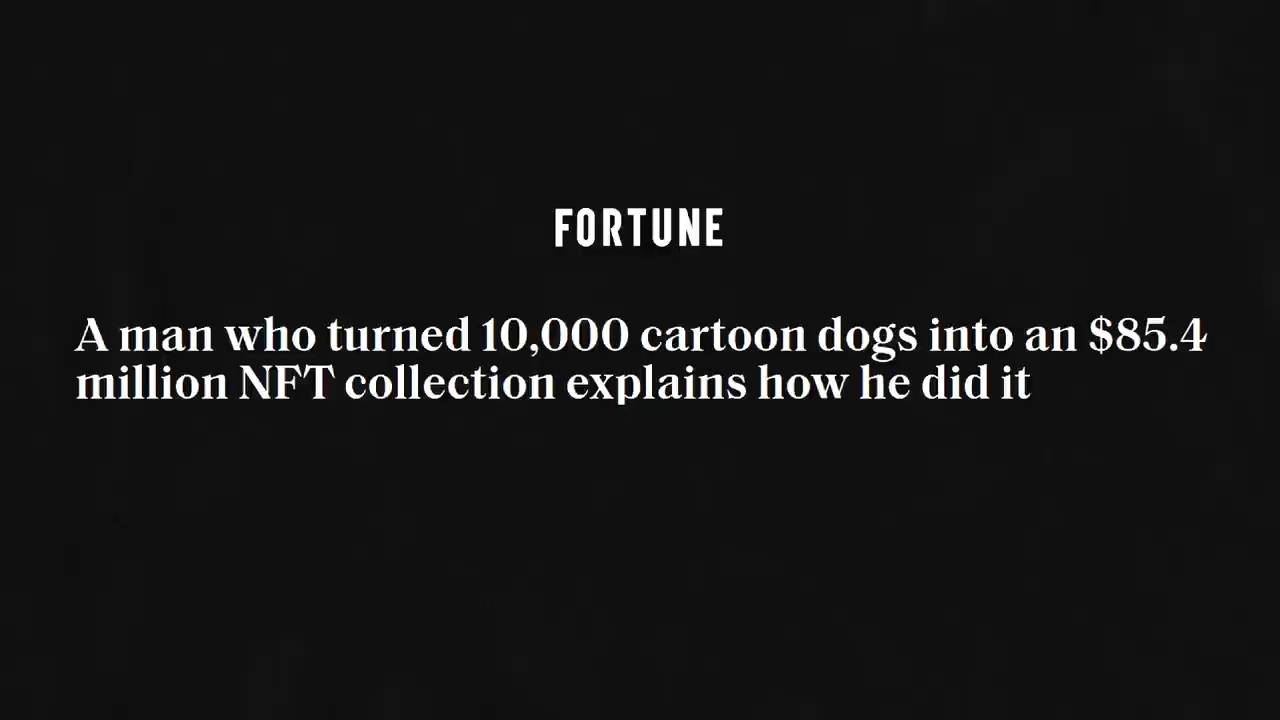 FORTUNE
A man who turned 10,000 cartoon dogs into an $85.4
million NFT collection explains how he did it